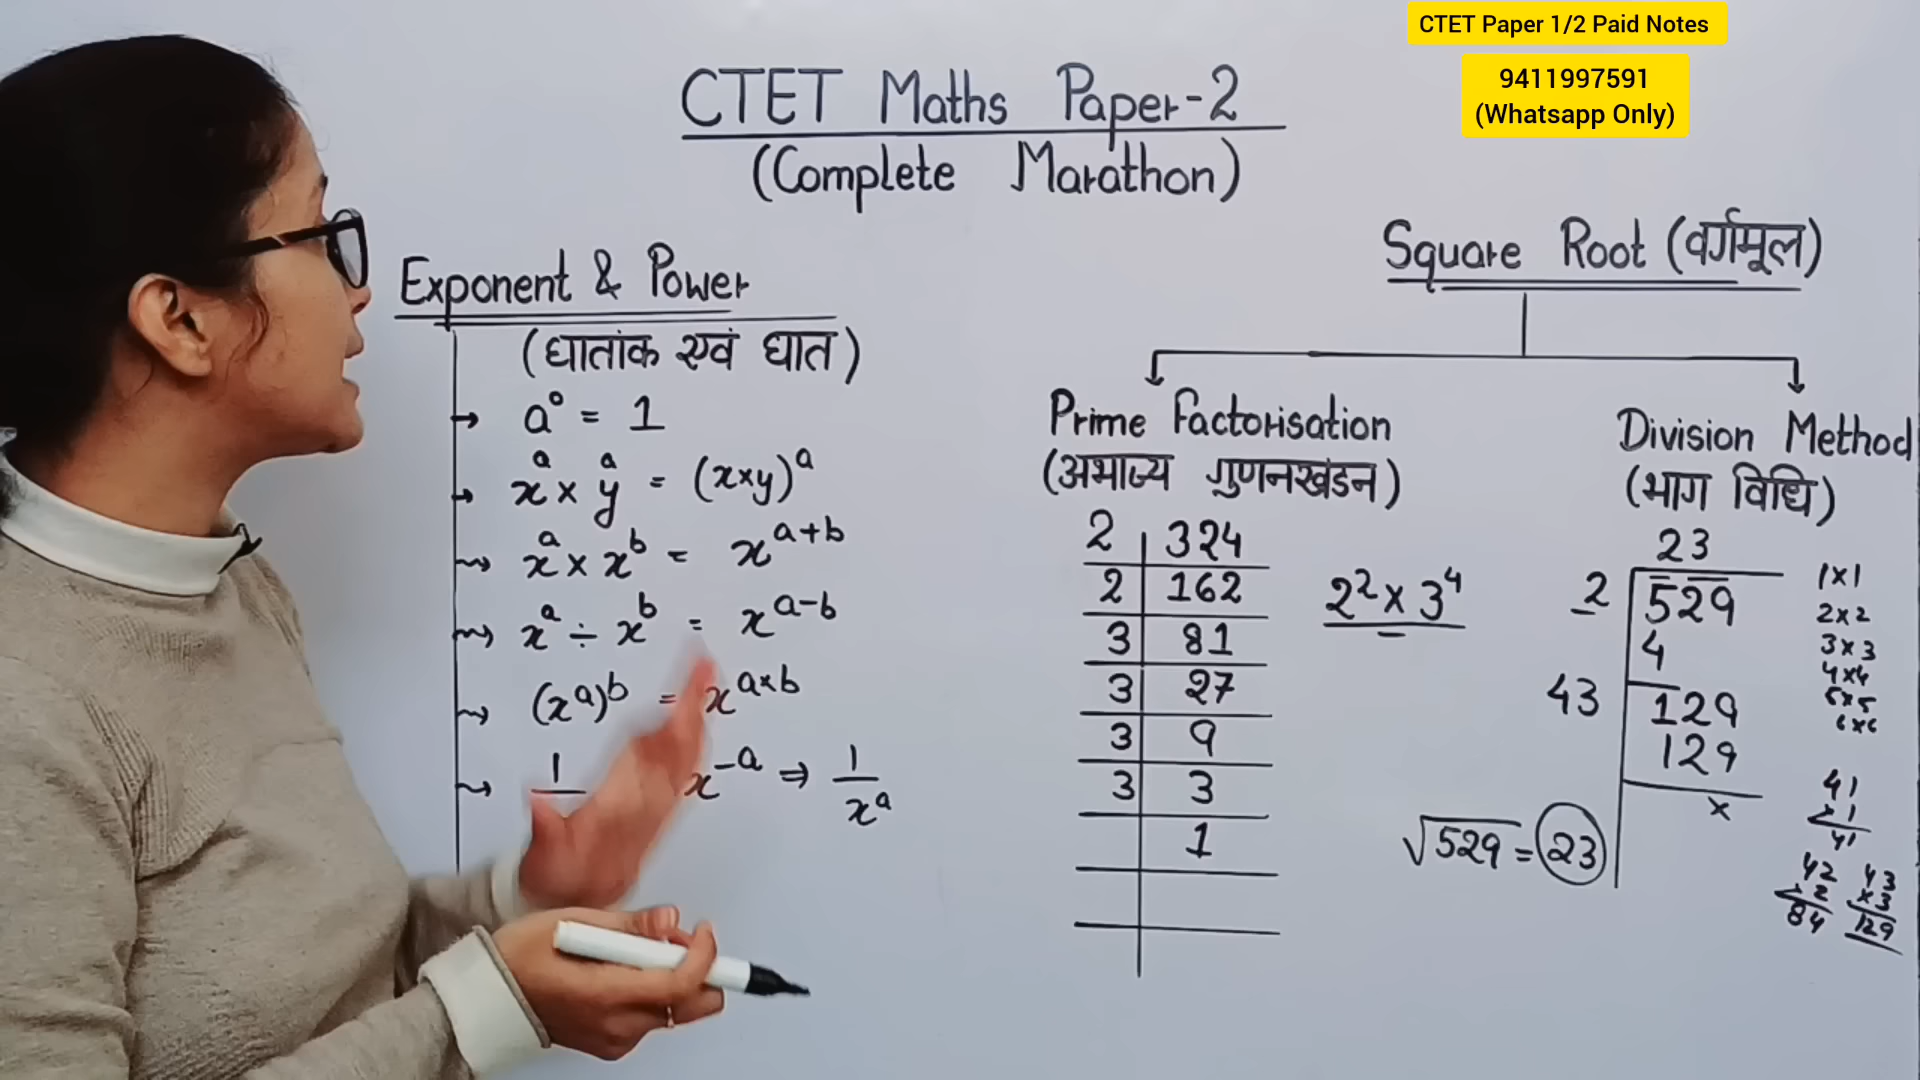 CTET Paper 1/2 Paid Notes
9411997591
(Whatsapp Only)
CTET Maths Paper-2
(Complete Marathon)
Exponent & Power
(घातांक एवं घात)
→ a⁰ = 1
→ xᵃ × yᵃ = (x×y)ᵃ
→ xᵃ × xᵇ = xᵃ⁺ᵇ
→ xᵃ ÷ xᵇ = xᵃ⁻ᵇ
→ (xᵃ)ᵇ = xᵃˣᵇ
→ 1 x⁻ᵃ ⇒ 1/xᵃ
Square Root (वर्गमूल)
Prime Factorisation
(अभाज्य गुणनखंडन)
2 | 324
2 | 162
3 | 81
3 | 27
3 | 9
3 | 3
1
2² × 3⁴
Division Method
(भाग विधि)
23
2 | 529
4
43 | 129
129
x
√529 = 23
1×1
2×2
3×3
4×4
5×5
6×6
41
×1
41
42
×2
84
43
×3
129